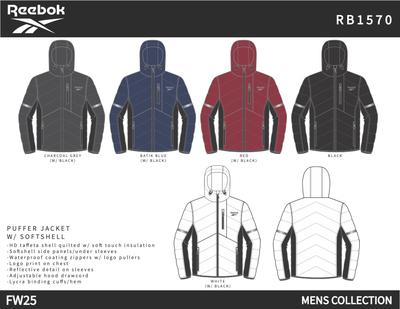 Reebok
RB1570
CHARCOAL GREY
(W/ BLACK)
BATIK BLUE
(W/ BLACK)
RED
(W/ BLACK)
BLACK
PUFFER JACKET
W/ SOFTSHELL
-HD taffeta shell quilted w/ soft touch insulation
-Softshell side panels/under sleeves
-Waterproof coating zippers w/ logo pullers
-Logo print on chest
-Reflective detail on sleeves
-Adjustable hood drawcord
-Lycra binding cuffs/hem
Reebok
WHITE
(W/ BLACK)
FW25
MENS COLLECTION